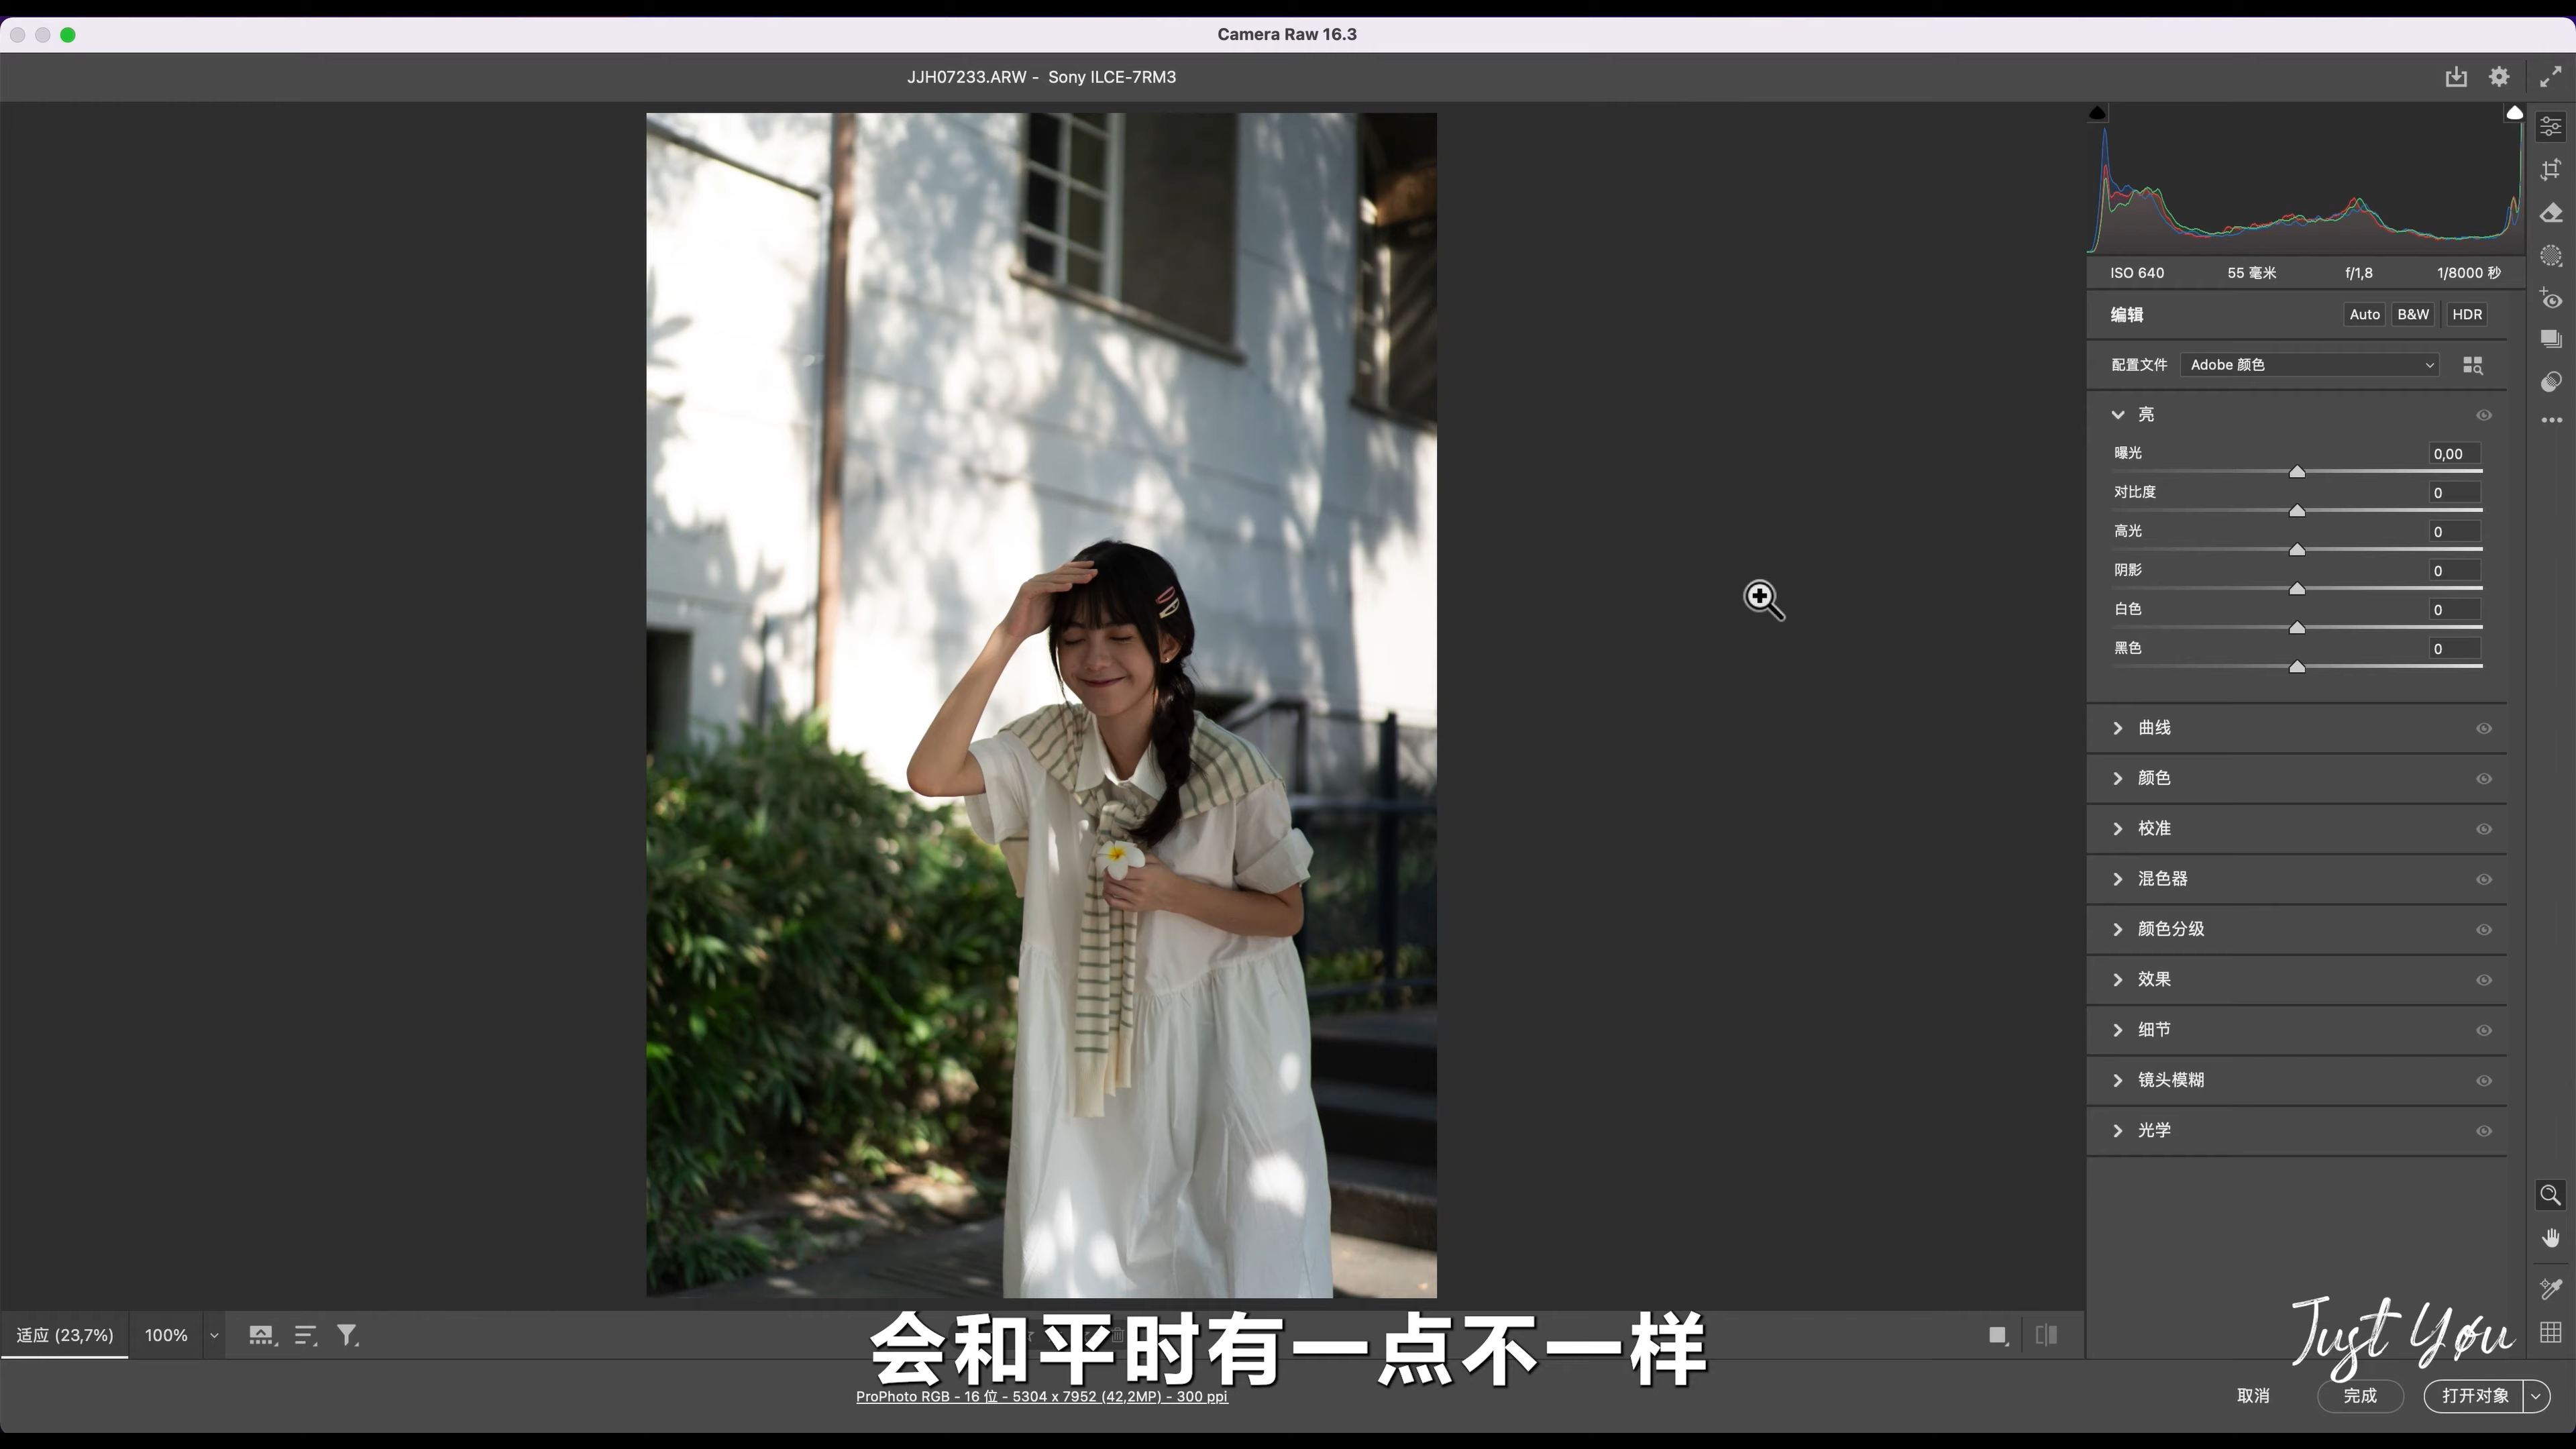 Camera Raw 16.3
JJH07233.ARW - Sony ILCE-7RM3
ISO 640 55 毫米 f/1,8 1/8000 秒
编辑 Auto B&W HDR
配置文件 Adobe 颜色
亮
曝光 0,00
对比度 0
高光 0
阴影 0
白色 0
黑色 0
曲线
颜色
校准
混色器
颜色分级
效果
细节
镜头模糊
光学
适应 (23,7%) 100%
会和平时有一点不一样
Just You
ProPhoto RGB - 16 位 - 5304 x 7952 (42,2MP) - 300 ppi
取消 完成 打开对象